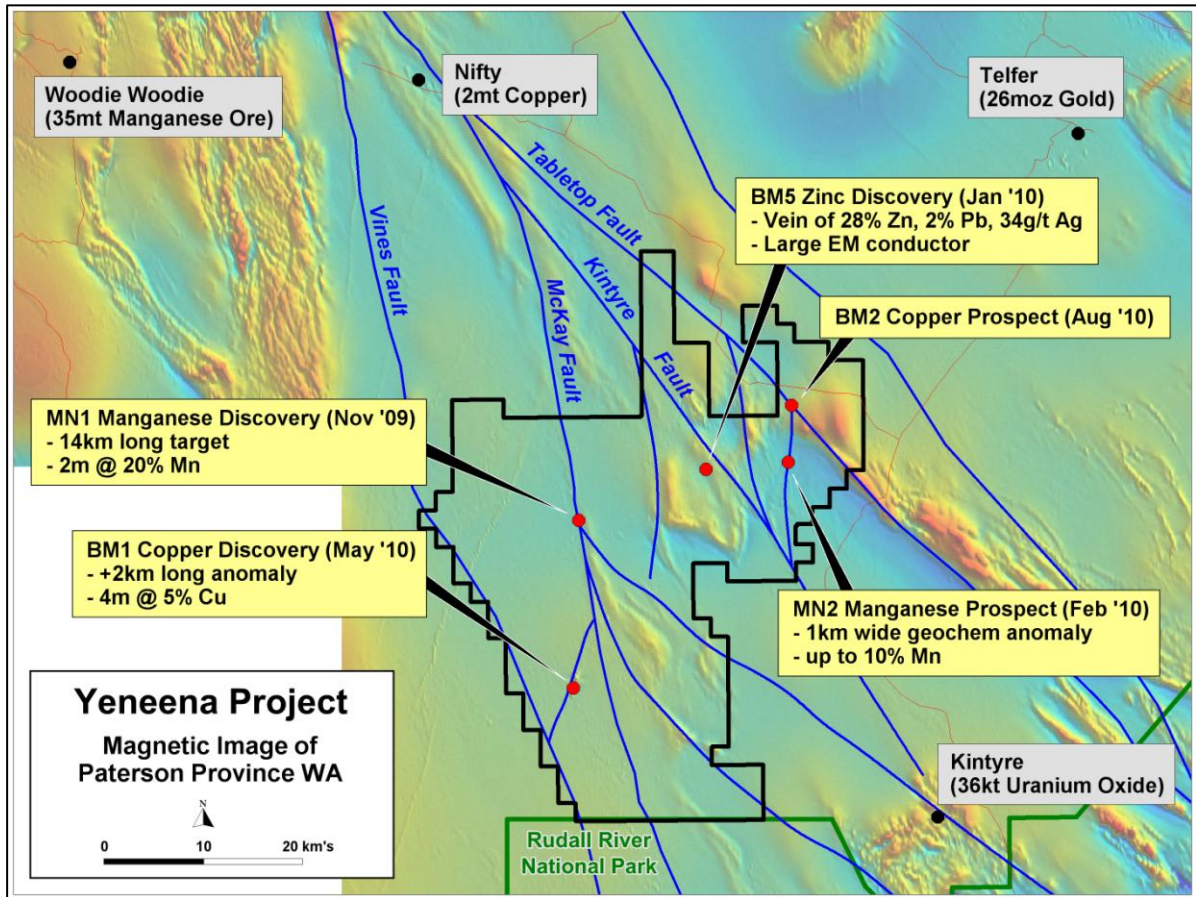 Woodie Woodie
(35mt Manganese Ore)
Nifty
(2mt Copper)
Telfer
(26moz Gold)
Vines Fault
McKay Fault
Kintyre
Fault
Tabletop Fault
BM5 Zinc Discovery (Jan '10)
- Vein of 28% Zn, 2% Pb, 34g/t Ag
- Large EM conductor
BM2 Copper Prospect (Aug '10)
MN1 Manganese Discovery (Nov '09)
- 14km long target
- 2m @ 20% Mn
BM1 Copper Discovery (May '10)
- +2km long anomaly
- 4m @ 5% Cu
MN2 Manganese Prospect (Feb '10)
- 1km wide geochem anomaly
- up to 10% Mn
Yeneena Project
Magnetic Image of
Paterson Province WA
N
0 10 20 km's
Rudall River
National Park
Kintyre
(36kt Uranium Oxide)